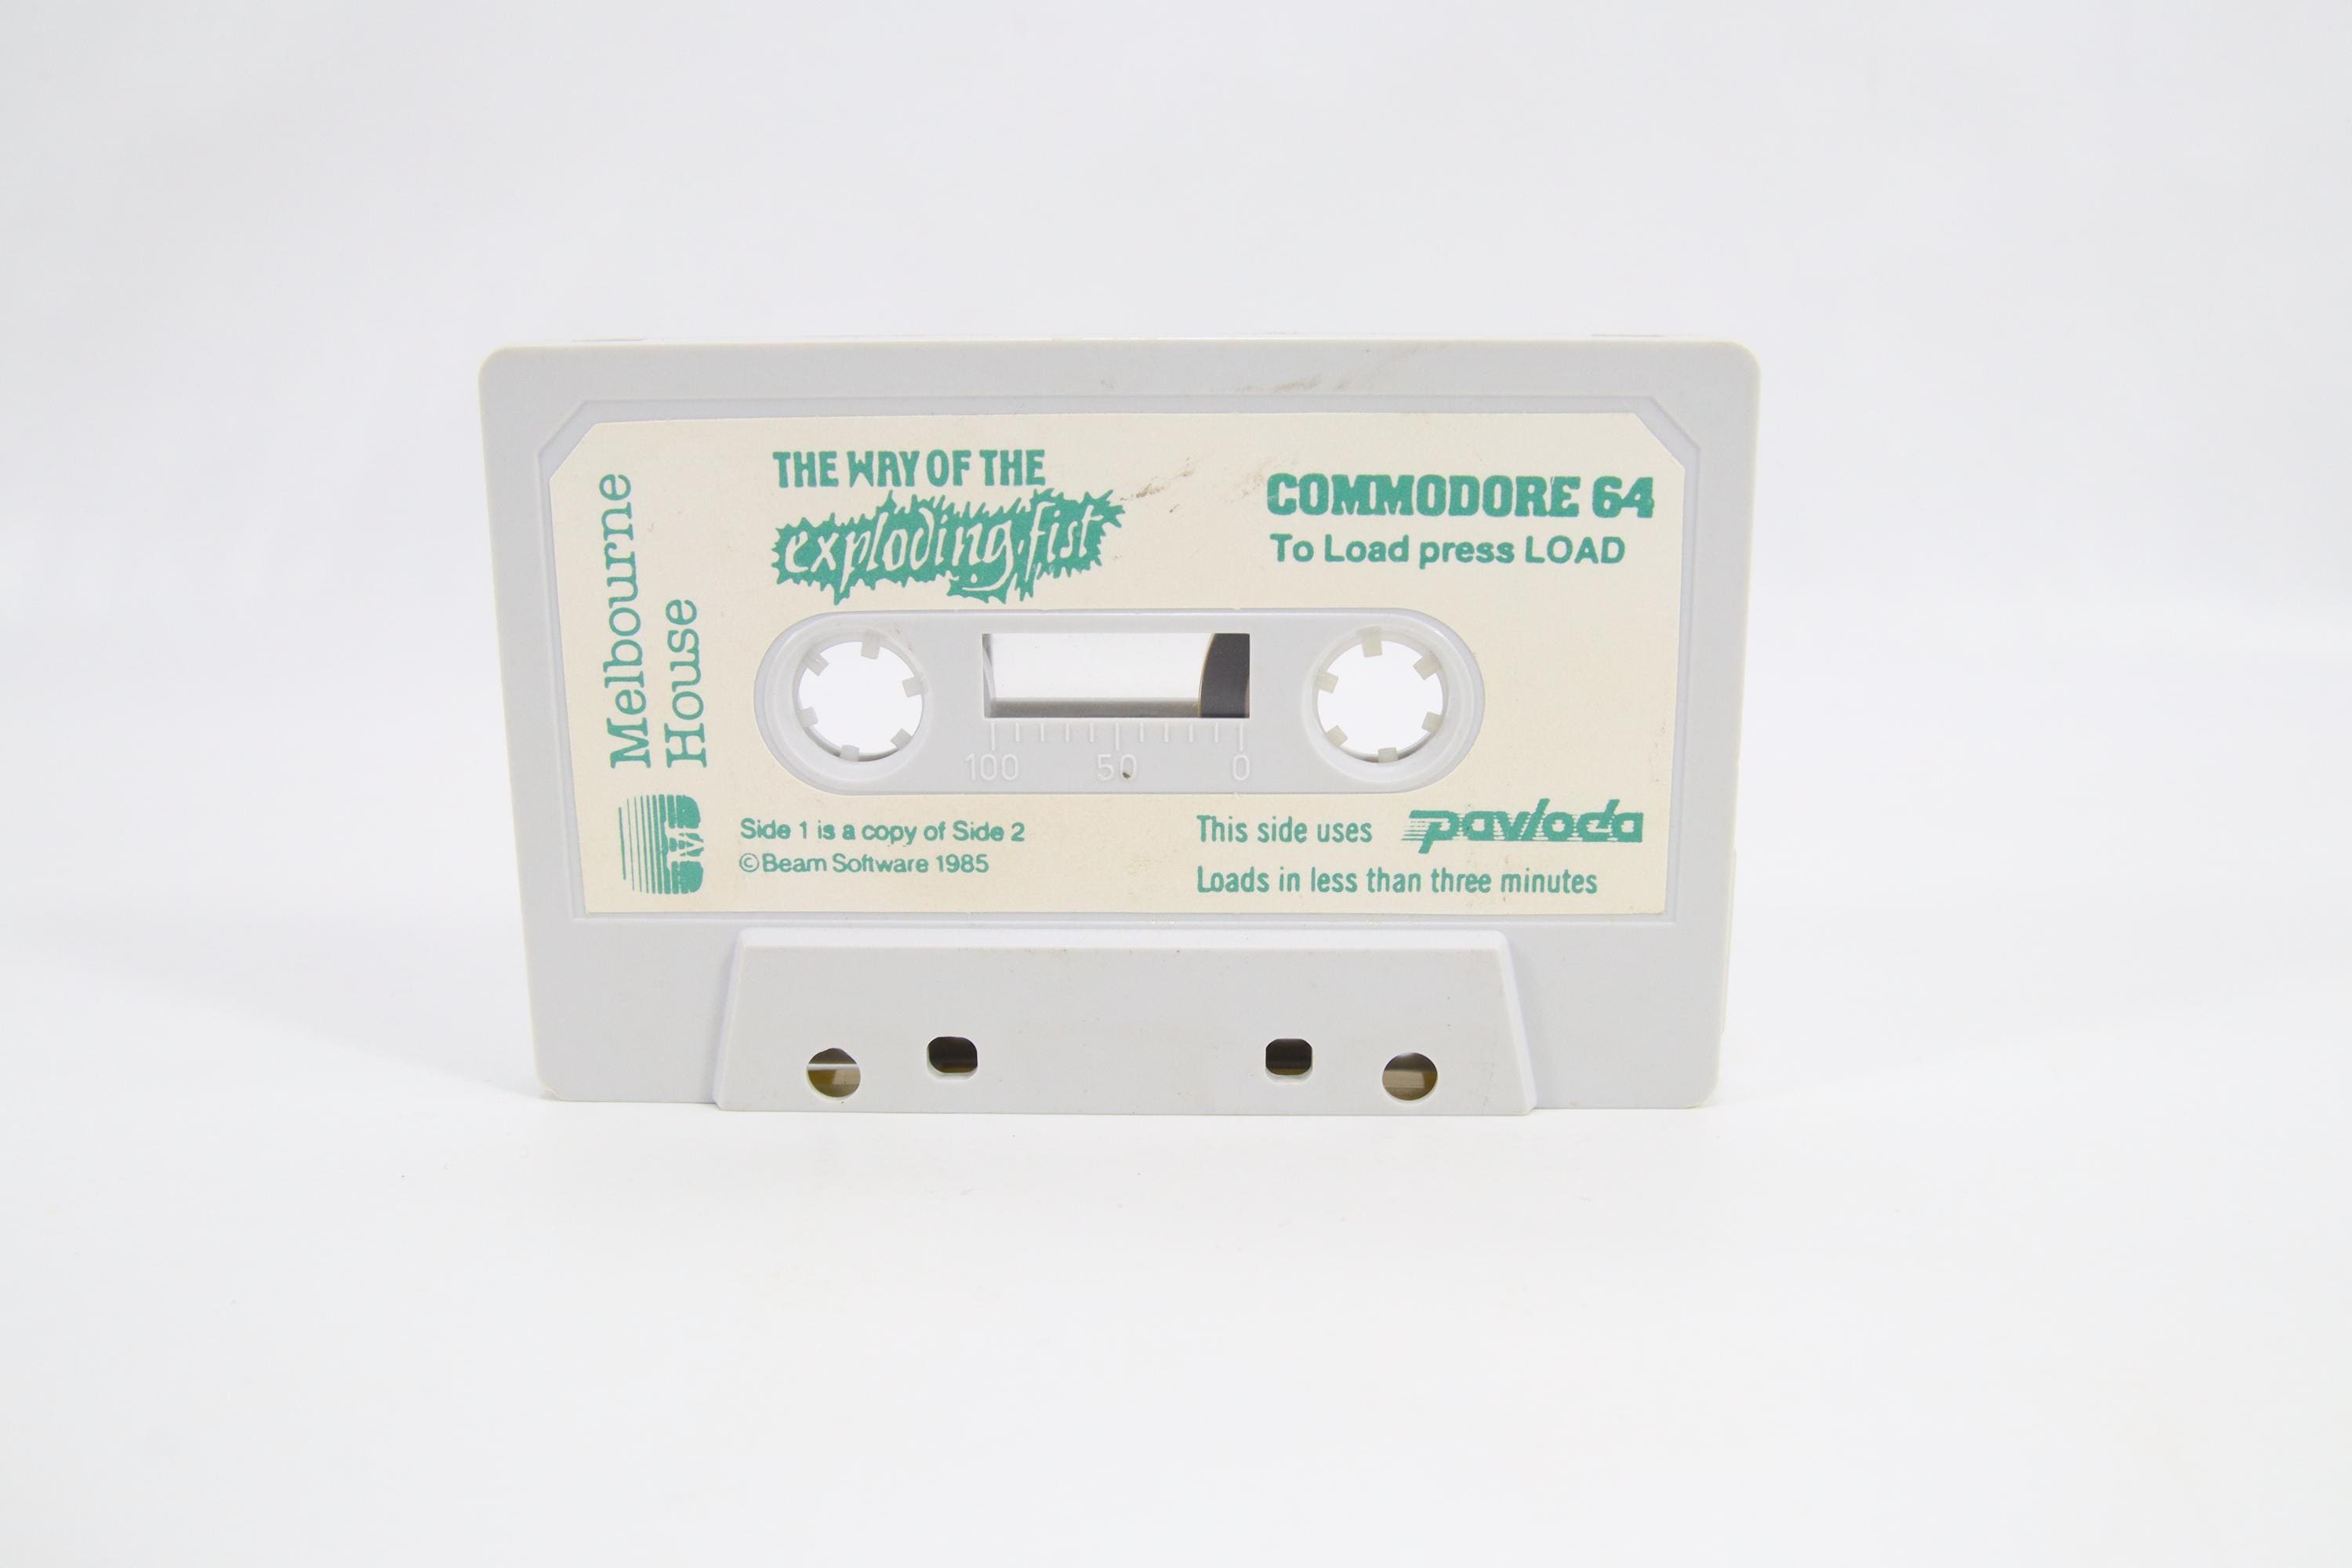 Melbourne
House
THE WAY OF THE
exploding fist
COMMODORE 64
To Load press LOAD
100 50 0
Side 1 is a copy of Side 2
© Beam Software 1985
This side uses pavloda
Loads in less than three minutes